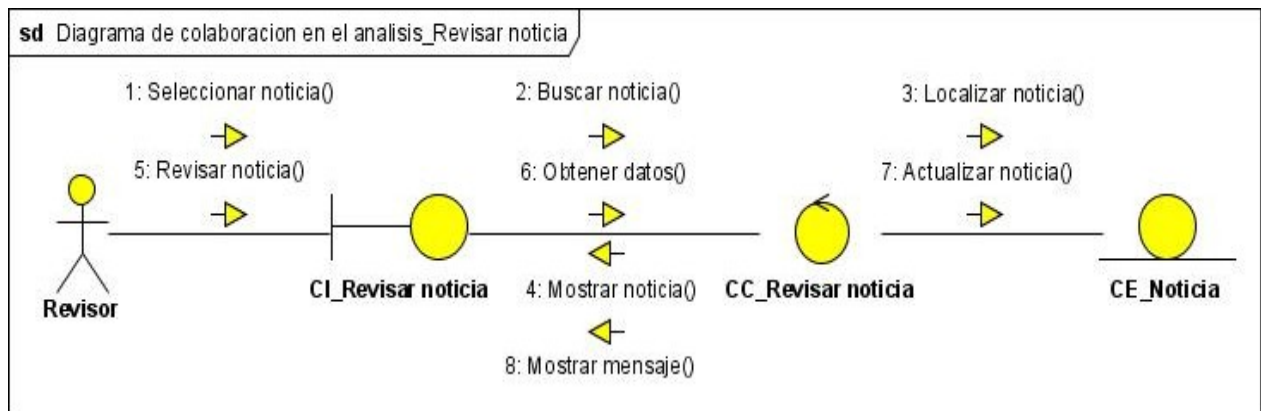 sd Diagrama de colaboracion en el analisis_Revisar noticia
1: Seleccionar noticia()
2: Buscar noticia()
3: Localizar noticia()
5: Revisar noticia()
6: Obtener datos()
7: Actualizar noticia()
Revisor
CI_Revisar noticia
4: Mostrar noticia()
CC_Revisar noticia
CE_Noticia
8: Mostrar mensaje()